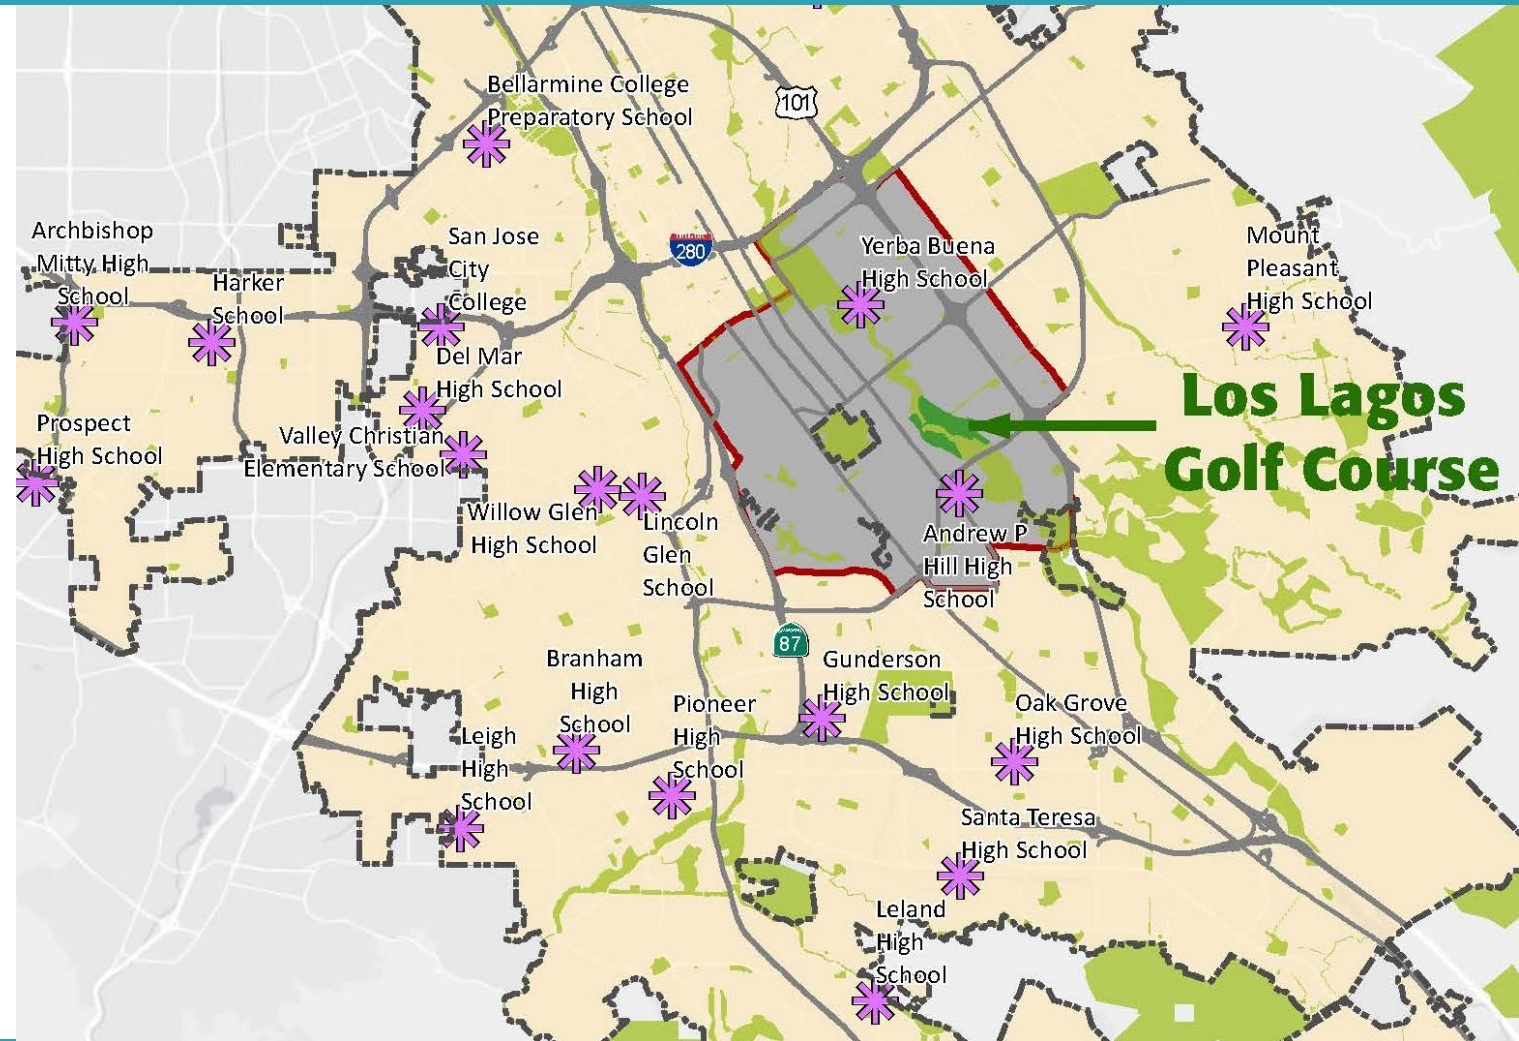 Bellarmine College
Preparatory School
101
Archbishop
Mitty High
School
Harker
School
San Jose
City
College
280
Yerba Buena
High School
Mount
Pleasant
High School
Del Mar
High School
Los Lagos
Golf Course
Prospect
High School
Valley Christian
Elementary School
Willow Glen
High School
Lincoln
Glen
School
Andrew P
Hill High
School
87
Branham
High
School
Gunderson
High School
Pioneer
High
School
Oak Grove
High School
Leigh
High
School
Santa Teresa
High School
Leland
High
School